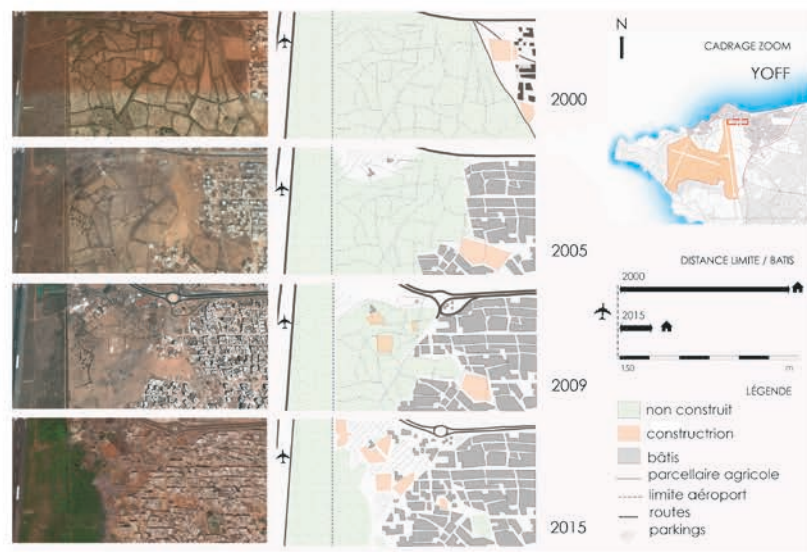 N
CADRAGE ZOOM
YOFF
2000
2005
2009
2015
DISTANCE LIMITE / BATIS
2000
2015
150
m
LÉGENDE
non construit
constructrion
bâtis
parcellaire agricole
limite aéroport
routes
parkings